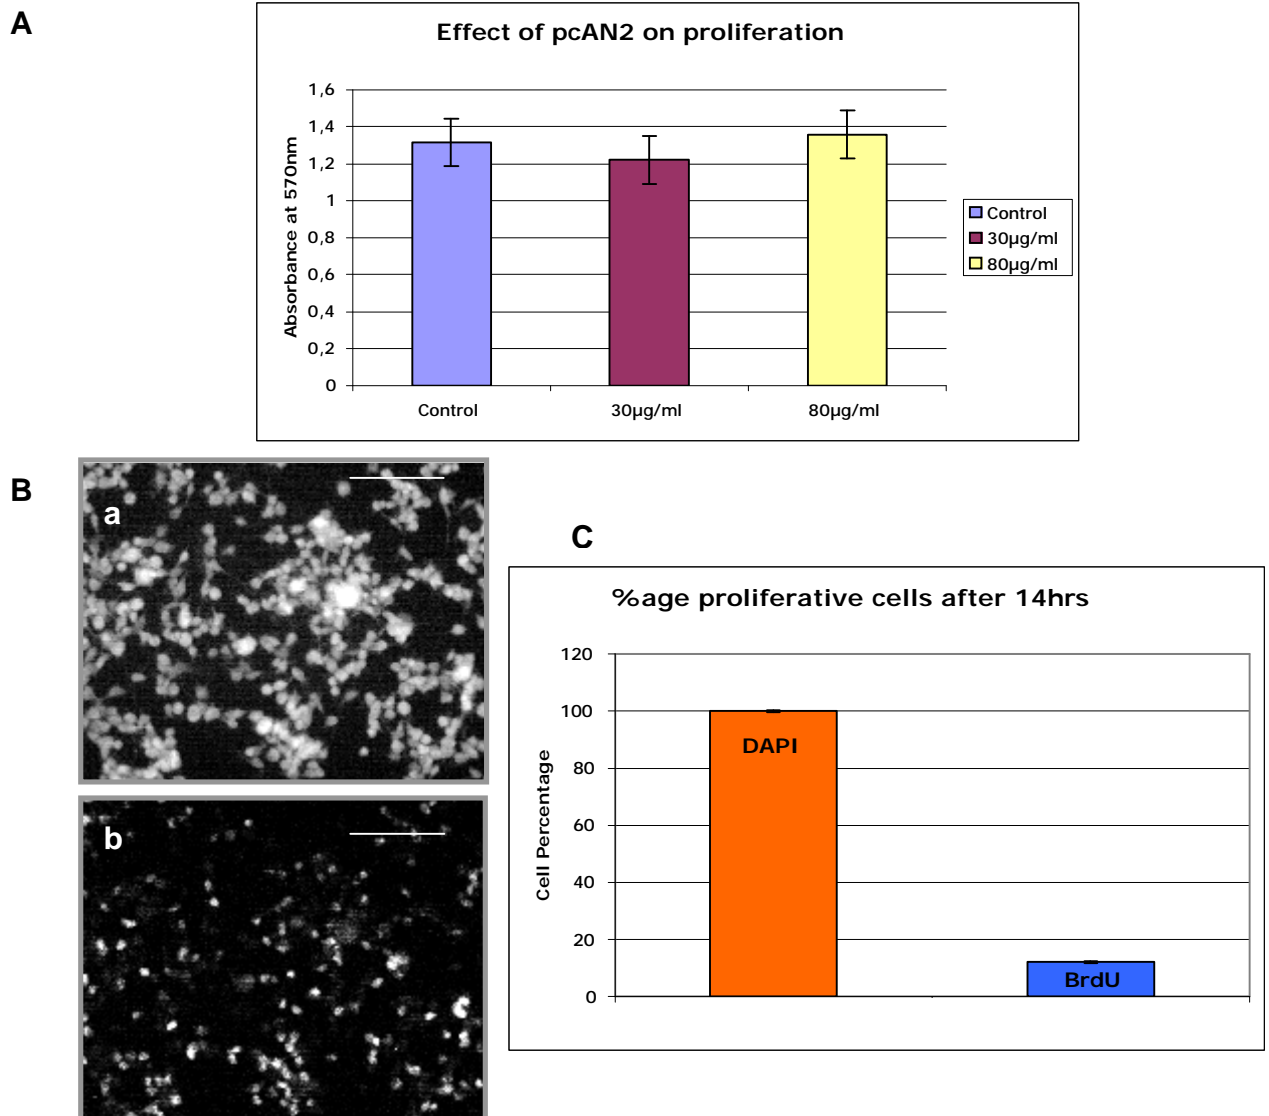 A
Effect of pcAN2 on proliferation
Absorbance at 570nm
1,6
1,4
1,2
1
0,8
0,6
0,4
0,2
0
Control
30µg/ml
80µg/ml
Control
30µg/ml
80µg/ml
B
a
b
C
%age proliferative cells after 14hrs
Cell Percentage
120
100
80
60
40
20
0
DAPI
BrdU